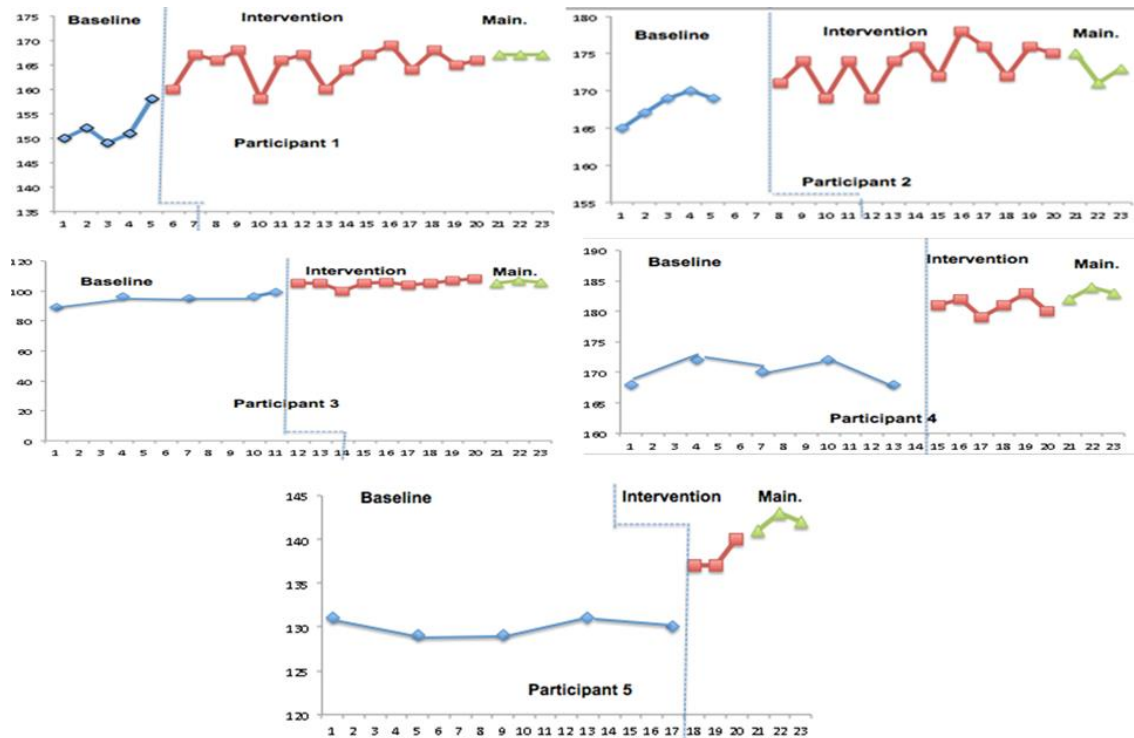 175
170
165
160
155
150
145
140
135
Baseline
Intervention
Main.
Participant 1
1 2 3 4 5 6 7 8 9 10 11 12 13 14 15 16 17 18 19 20 21 22 23
180
175
170
165
160
155
Baseline
Intervention
Main.
Participant 2
1 2 3 4 5 6 7 8 9 10 11 12 13 14 15 16 17 18 19 20 21 22 23
120
100
80
60
40
20
0
Baseline
Intervention
Main.
Participant 3
1 2 3 4 5 6 7 8 9 10 11 12 13 14 15 16 17 18 19 20 21 22 23
190
185
180
175
170
165
160
Baseline
Intervention
Main.
Participant 4
1 2 3 4 5 6 7 8 9 10 11 12 13 14 15 16 17 18 19 20 21 22 23
145
140
135
130
125
120
Baseline
Intervention
Main.
Participant 5
1 2 3 4 5 6 7 8 9 10 11 12 13 14 15 16 17 18 19 20 21 22 23